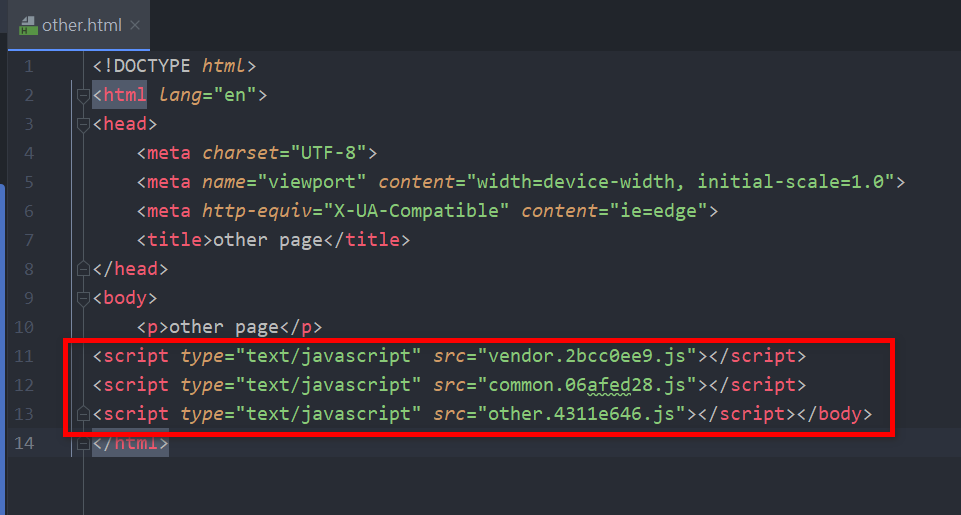 other.html
1 <!DOCTYPE html>
2 <html lang="en">
3 <head>
4 <meta charset="UTF-8">
5 <meta name="viewport" content="width=device-width, initial-scale=1.0">
6 <meta http-equiv="X-UA-Compatible" content="ie=edge">
7 <title>other page</title>
8 </head>
9 <body>
10 <p>other page</p>
11 <script type="text/javascript" src="vendor.2bcc0ee9.js"></script>
12 <script type="text/javascript" src="common.06afed28.js"></script>
13 <script type="text/javascript" src="other.4311e646.js"></script></body>
14 </html>